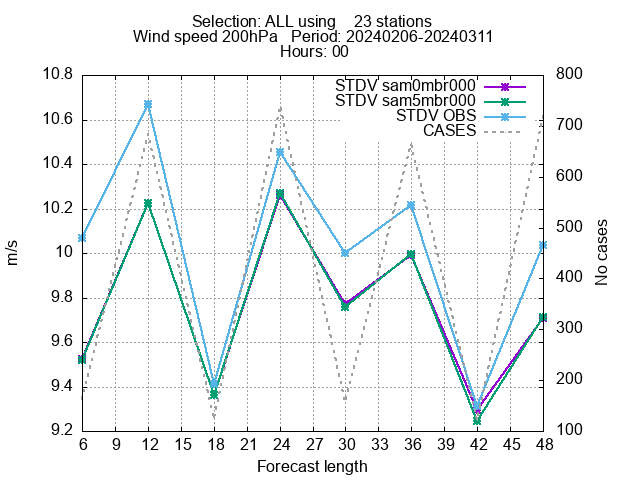 Selection: ALL using 23 stations
Wind speed 200hPa Period: 20240206-20240311
Hours: 00
10.8
10.6
10.4
10.2
10
9.8
9.6
9.4
9.2
m/s
800
700
600
500
400
300
200
100
No cases
STDV sam0mbr000
STDV sam5mbr000
STDV OBS
CASES
6 9 12 15 18 21 24 27 30 33 36 39 42 45 48
Forecast length